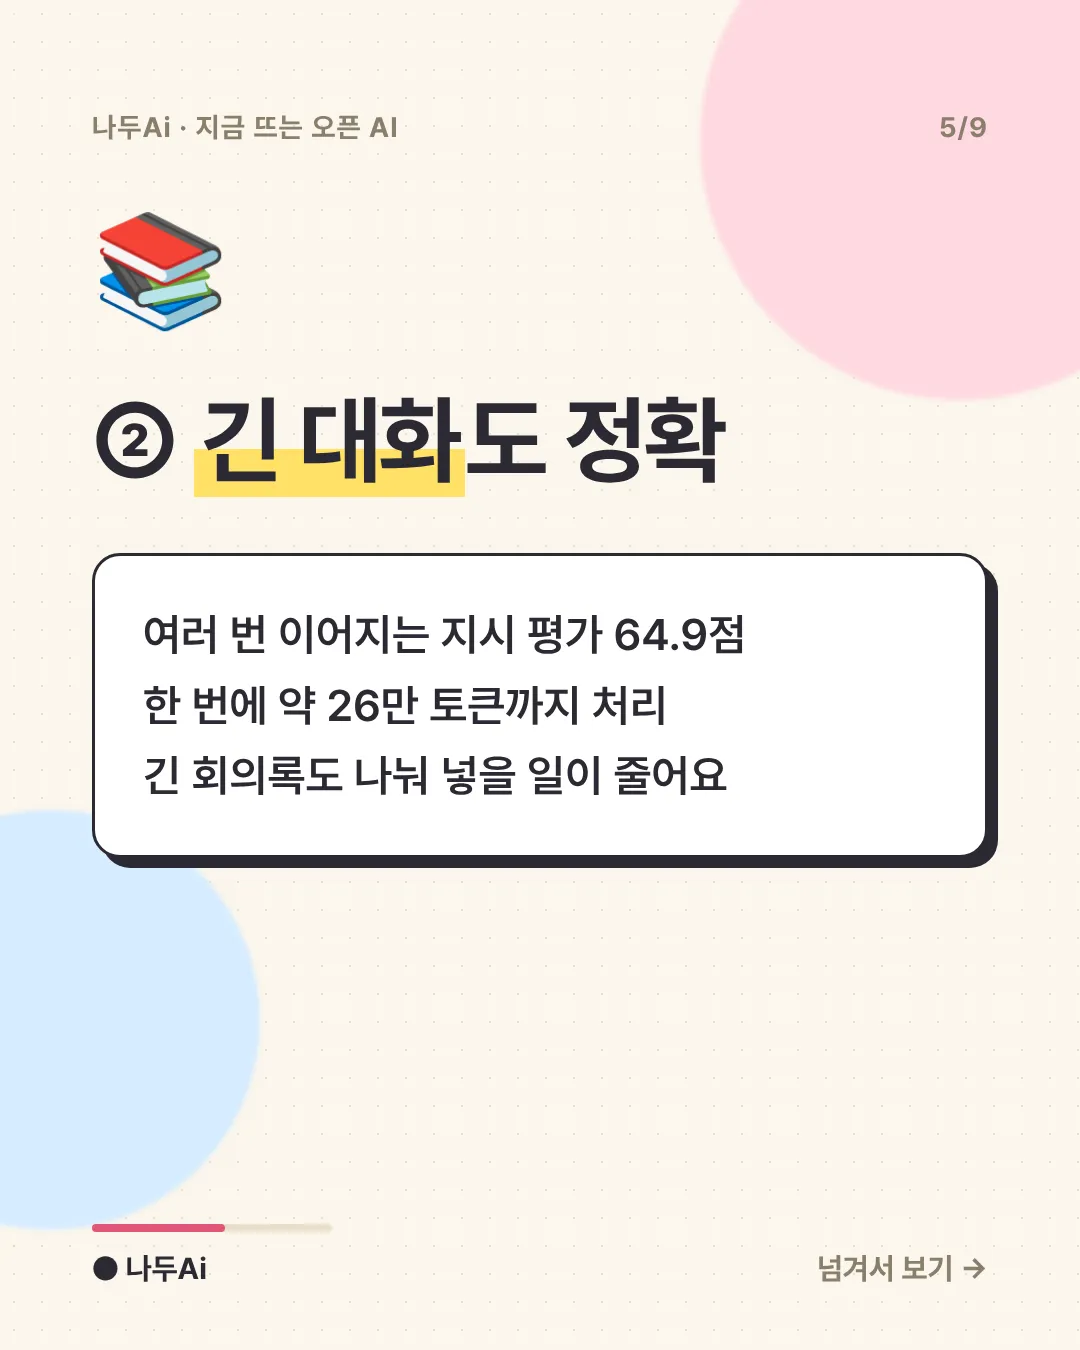 나두Ai · 지금 뜨는 오픈 AI
5/9
② 긴 대화도 정확
여러 번 이어지는 지시 평가 64.9점
한 번에 약 26만 토큰까지 처리
긴 회의록도 나눠 넣을 일이 줄어요
● 나두Ai
넘겨서 보기 →